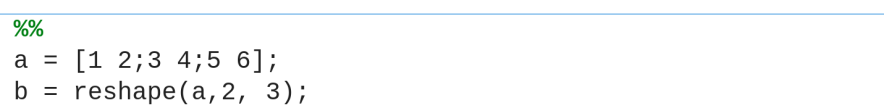 %%
a = [1 2;3 4;5 6];
b = reshape(a,2, 3);